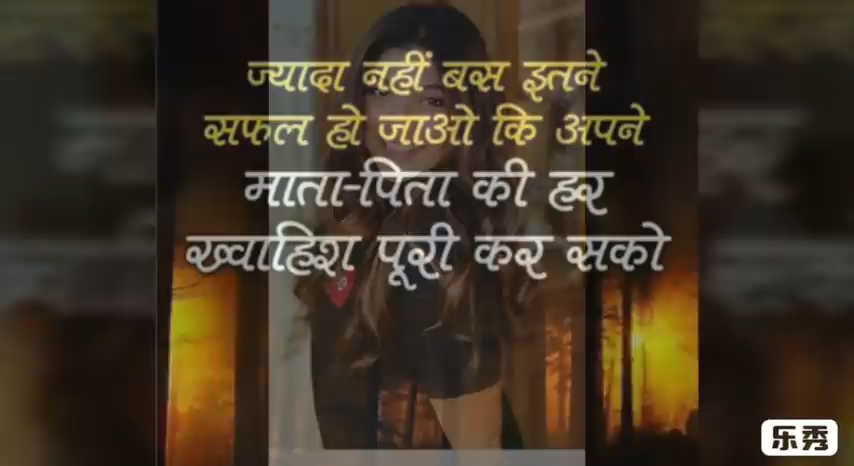 ज्यादा नहीं बस इतने
सफल हो जाओ कि अपने
माता-पिता की हर
ख्वाहिश पूरी कर सको
乐秀